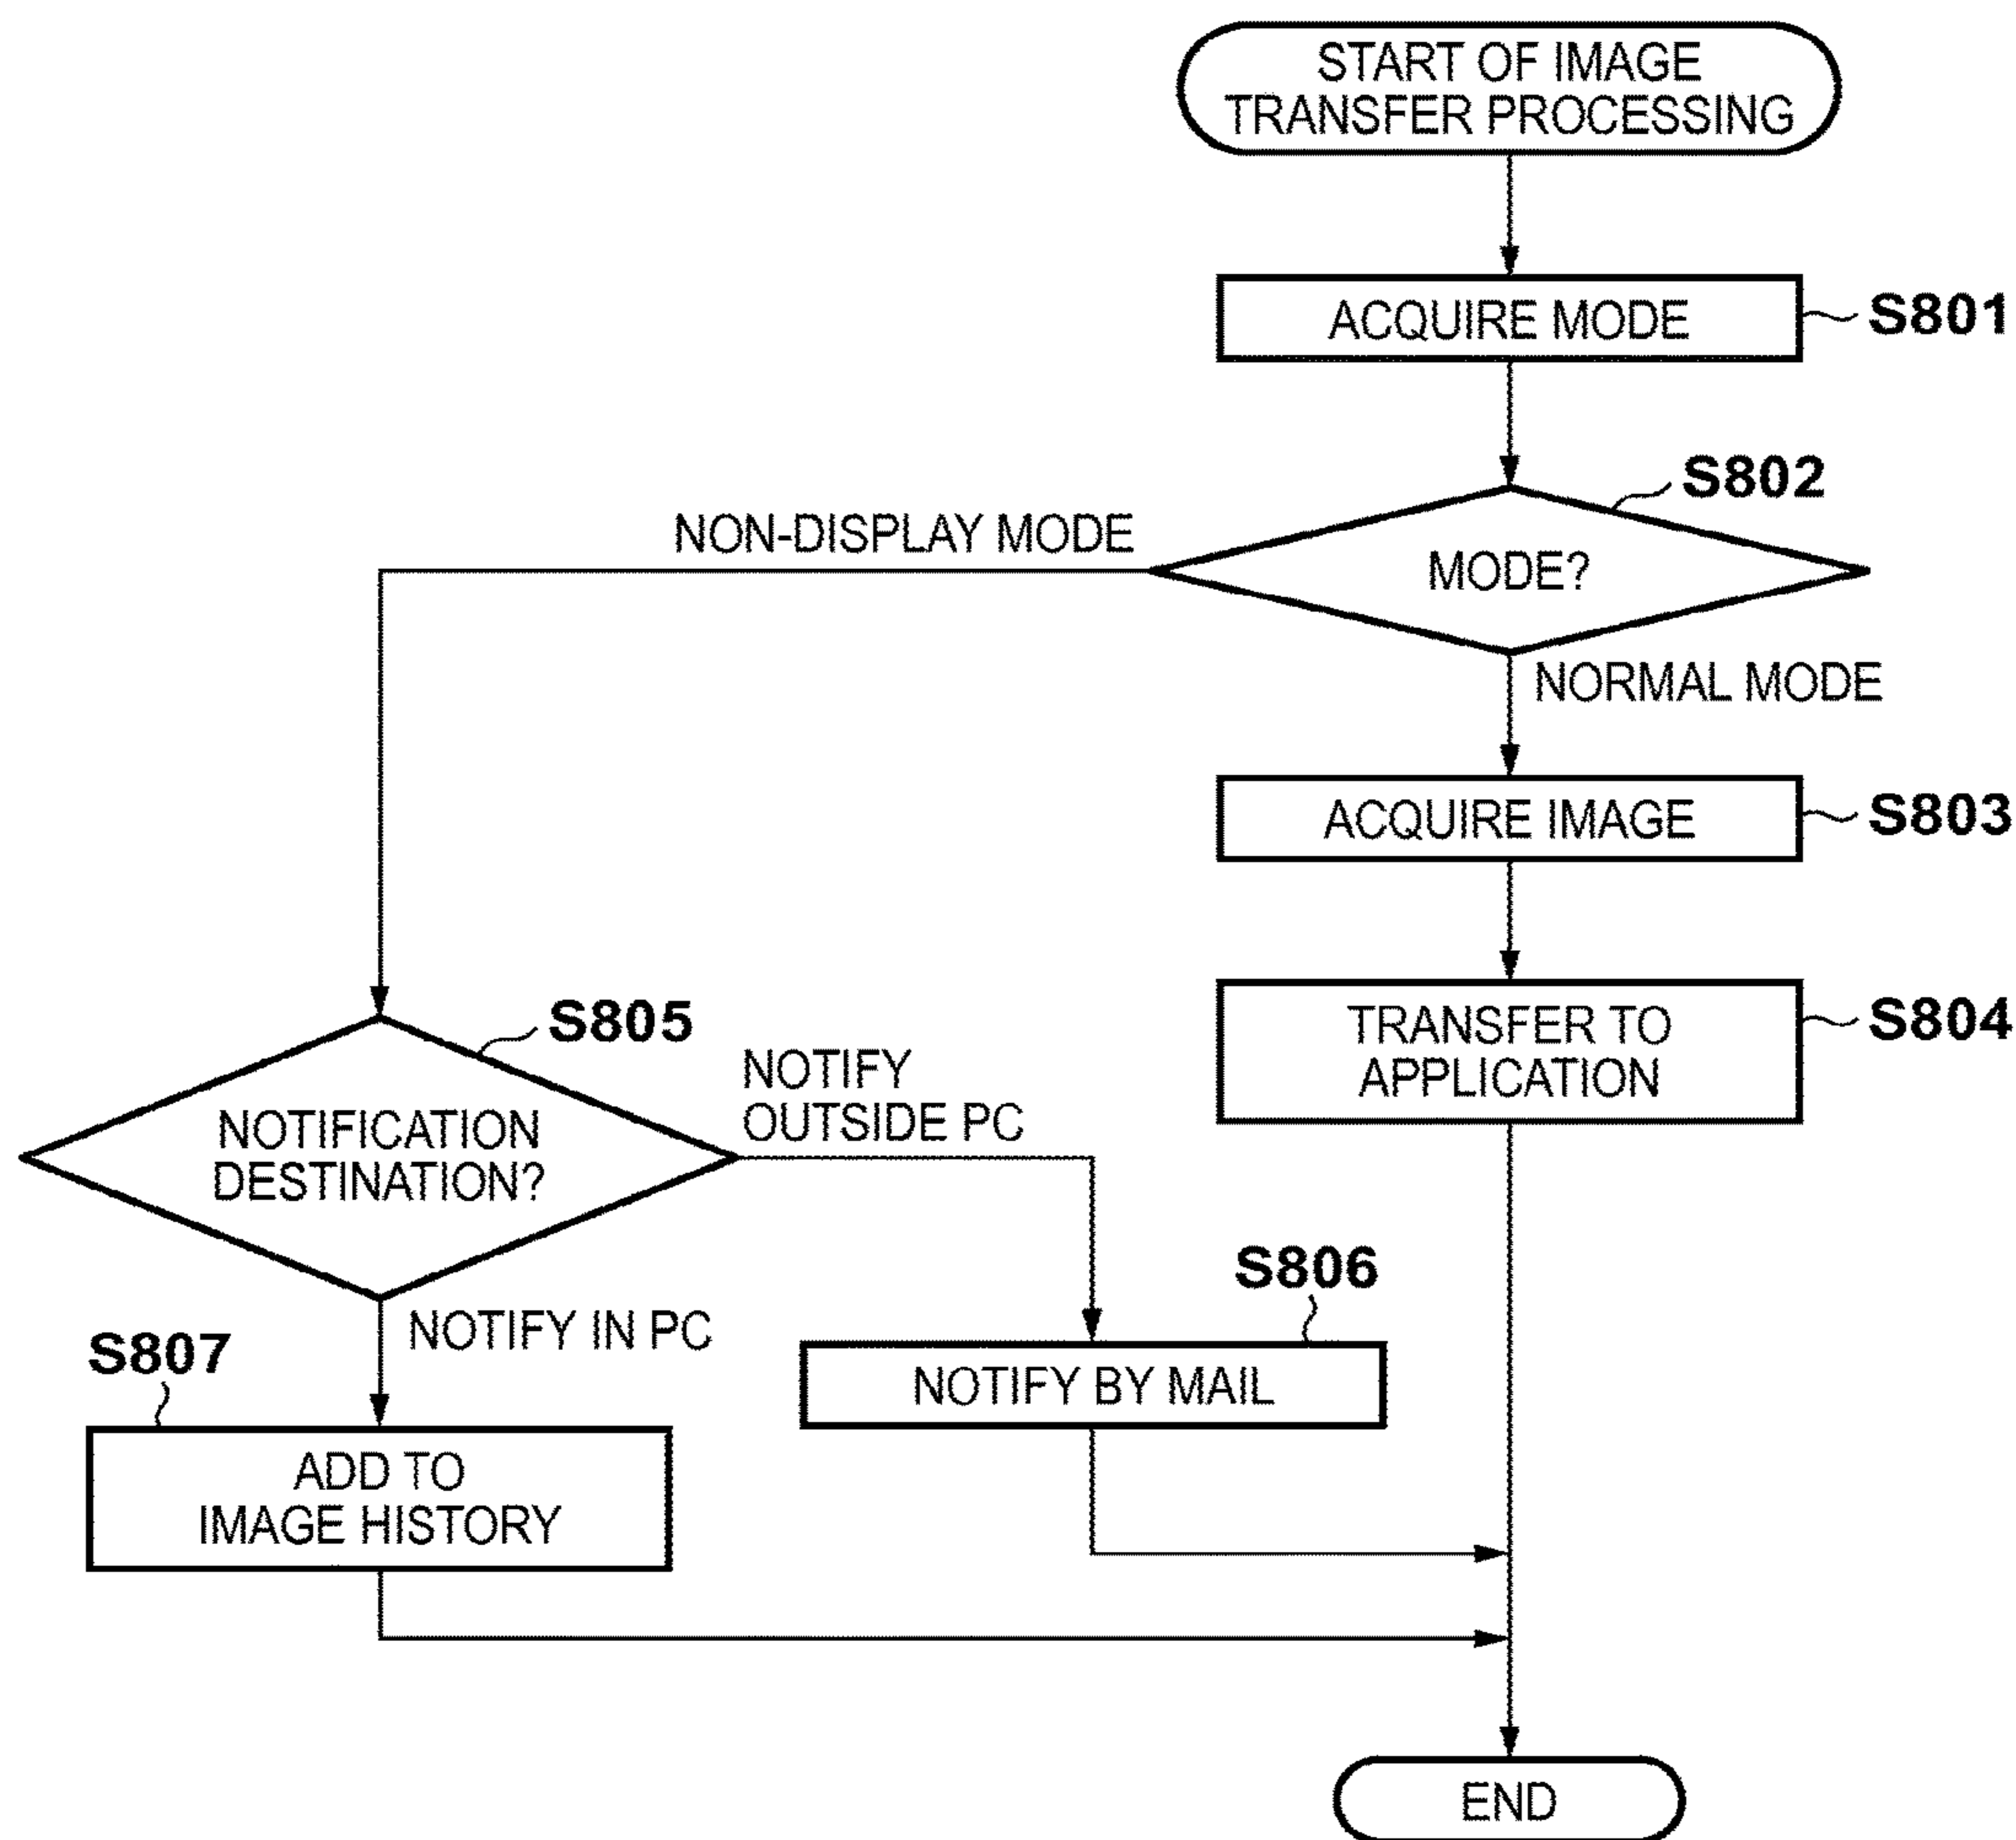 START OF IMAGE
TRANSFER PROCESSING
ACQUIRE MODE
S801
S802
NON-DISPLAY MODE
MODE?
NORMAL MODE
ACQUIRE IMAGE
S803
TRANSFER TO
APPLICATION
S804
S805
NOTIFICATION
DESTINATION?
NOTIFY
OUTSIDE PC
S806
NOTIFY BY MAIL
NOTIFY IN PC
S807
ADD TO
IMAGE HISTORY
END